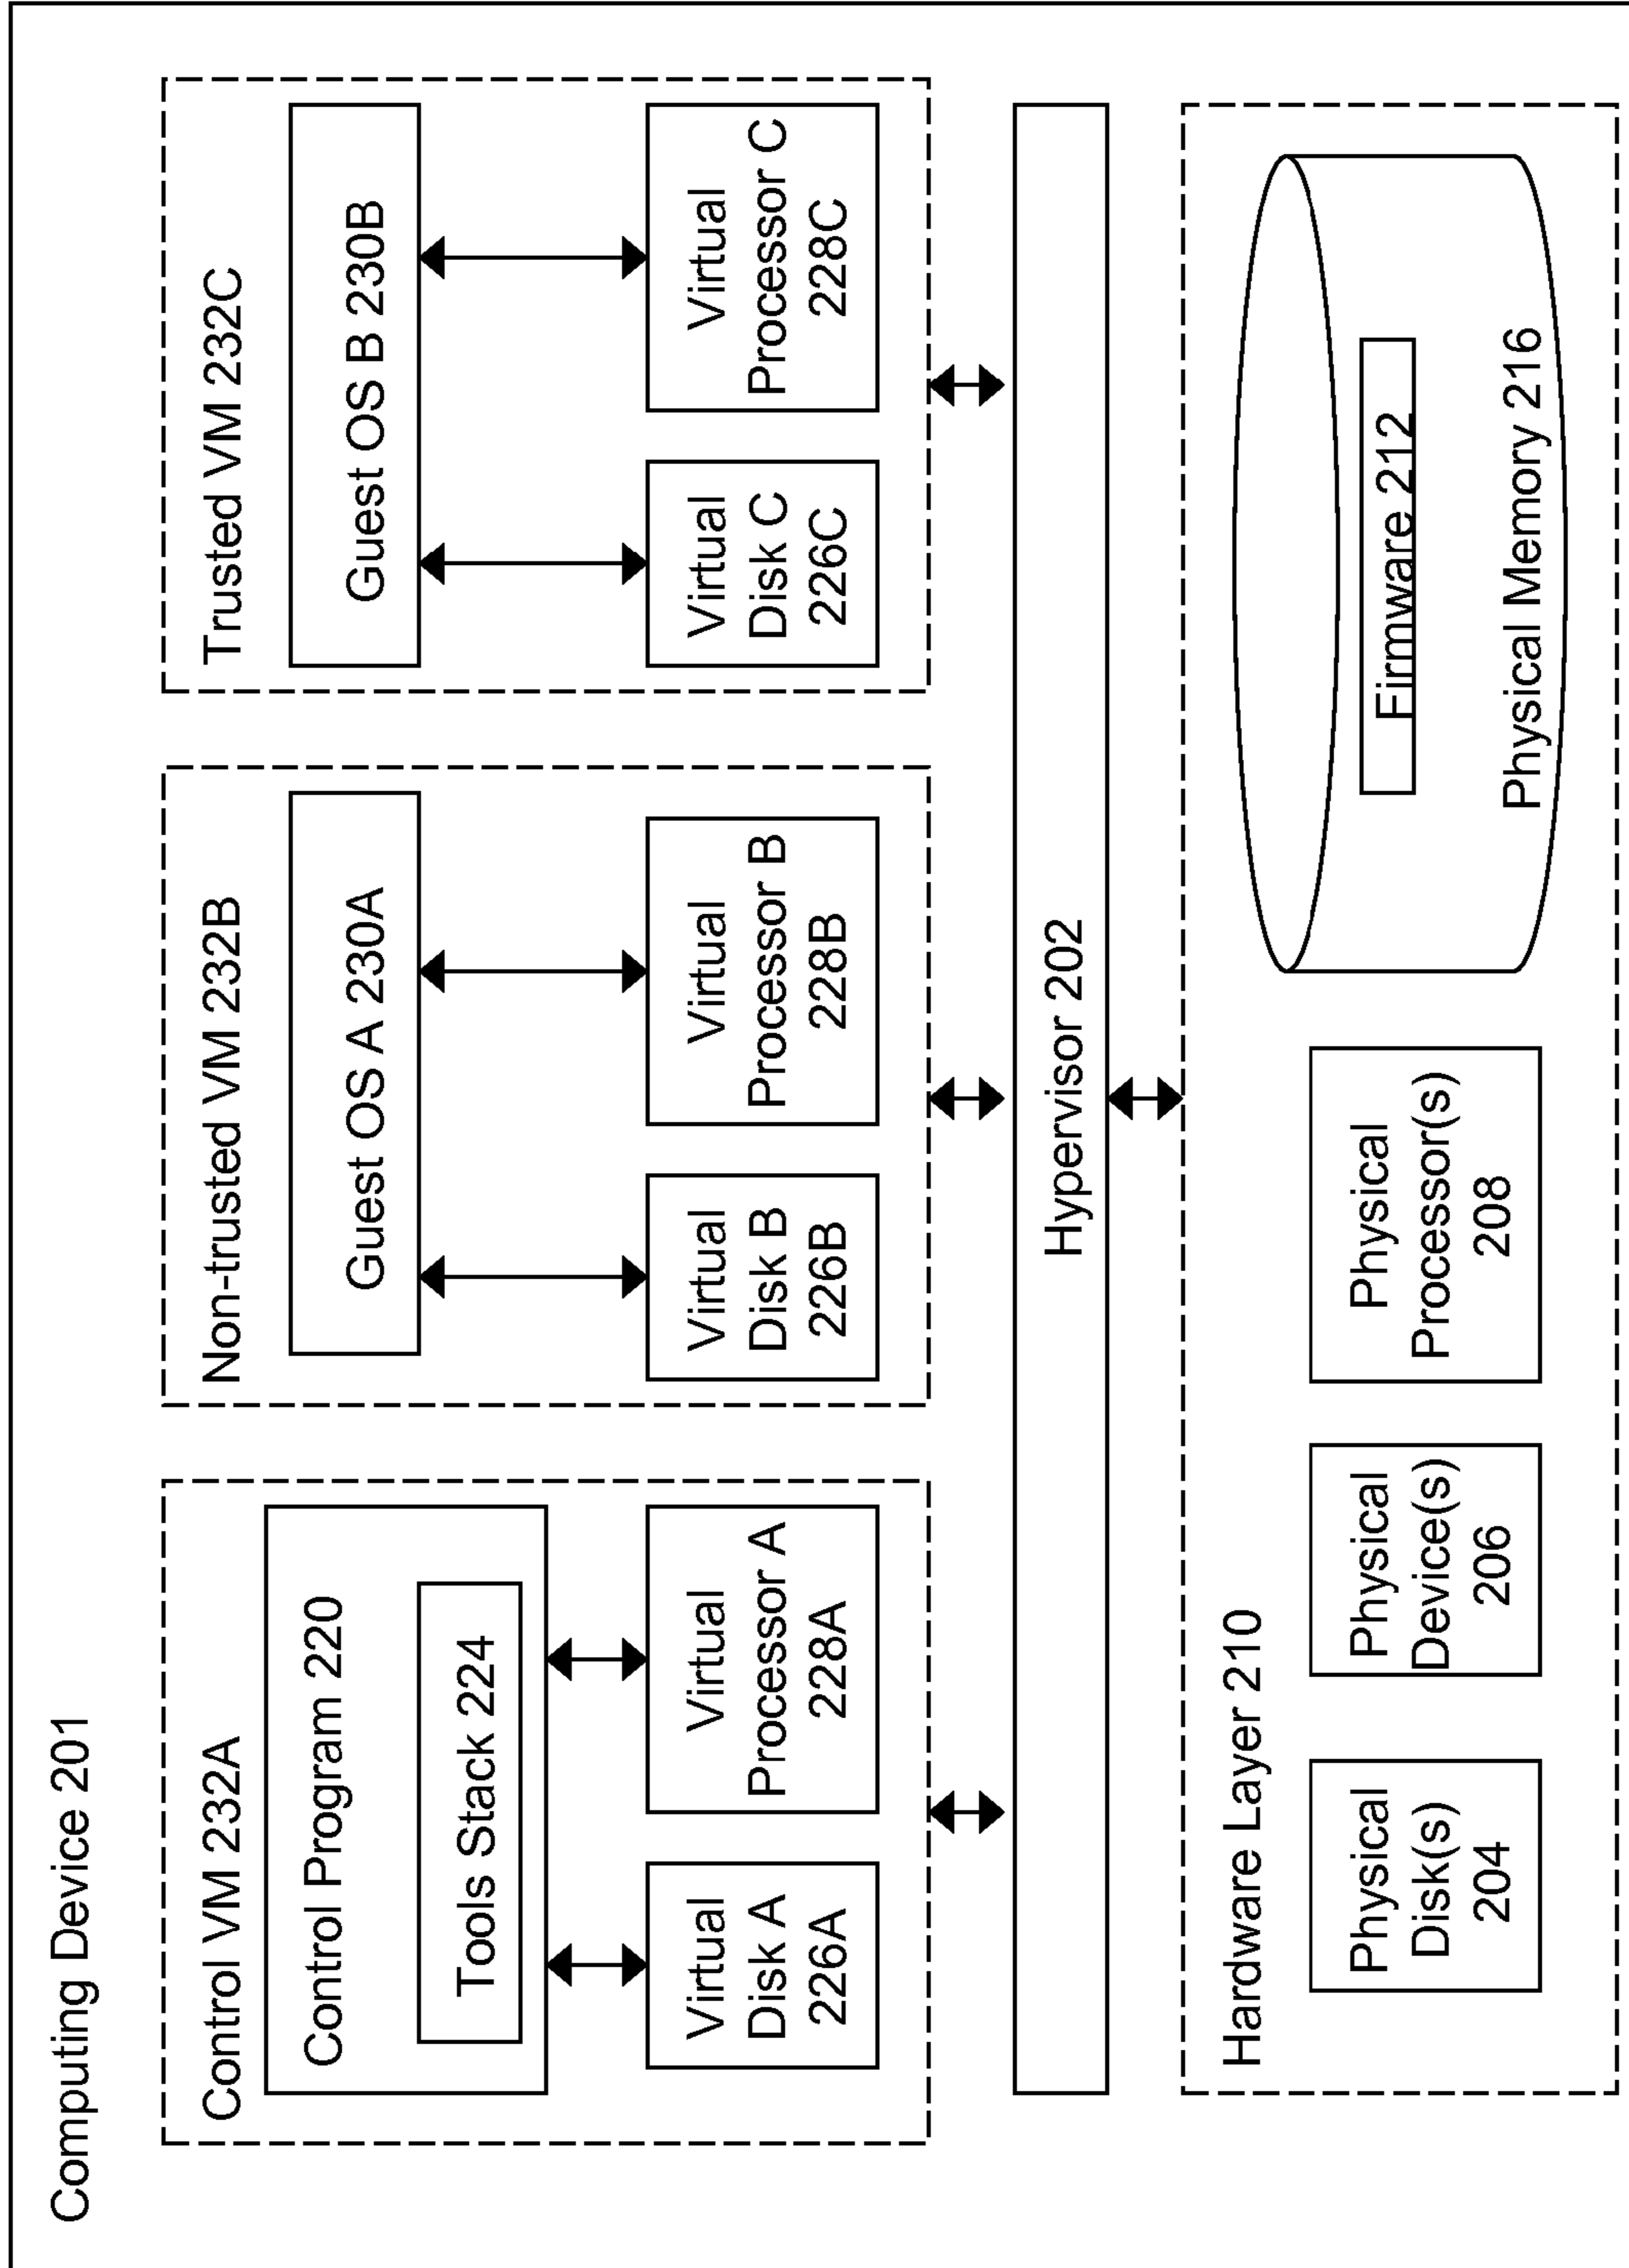 Computing Device 201
Control VM 232A
Control Program 220
Tools Stack 224
Virtual
Disk A
226A
Virtual
Processor A
228A
Non-trusted VM 232B
Guest OS A 230A
Virtual
Disk B
226B
Virtual
Processor B
228B
Trusted VM 232C
Guest OS B 230B
Virtual
Disk C
226C
Virtual
Processor C
228C
Hypervisor 202
Hardware Layer 210
Physical
Disk(s)
204
Physical
Device(s)
206
Physical
Processor(s)
208
Firmware 212
Physical Memory 216